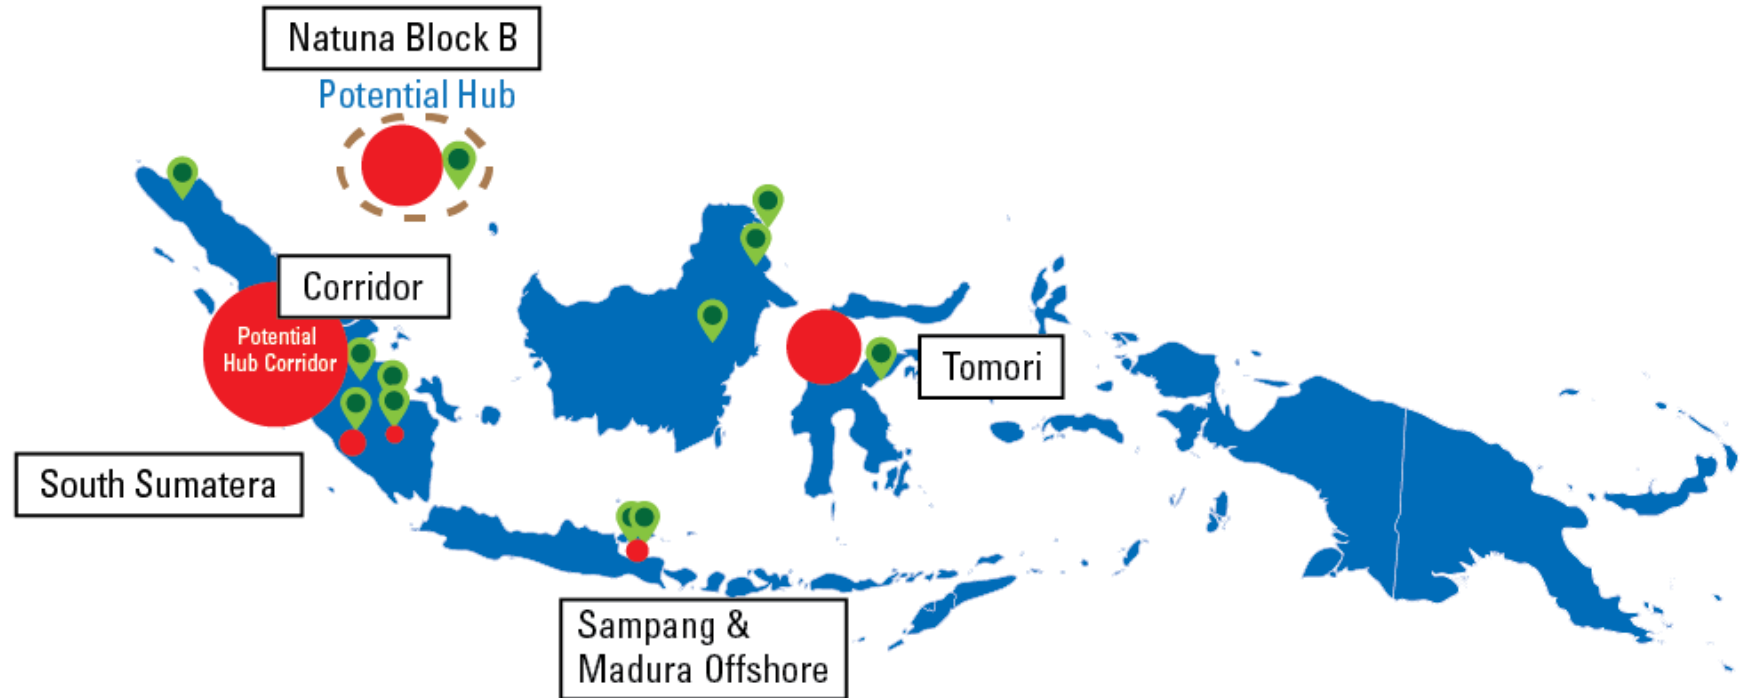 Natuna Block B
Potential Hub
Corridor
Potential
Hub Corridor
Tomori
South Sumatera
Sampang &
Madura Offshore